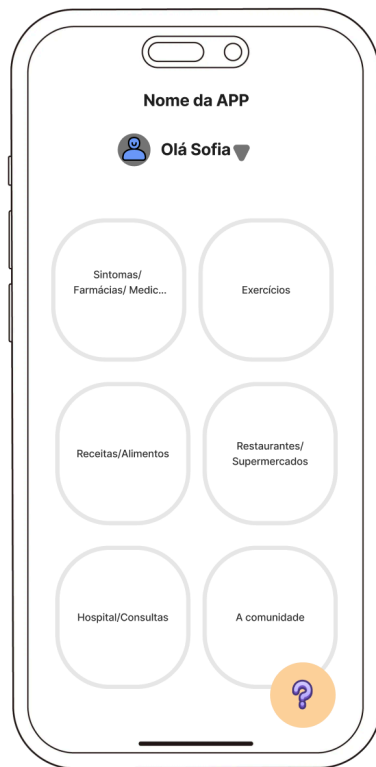 Nome da APP
Olá Sofia
Sintomas/
Farmácias/ Medic...
Exercícios
Receitas/Alimentos
Restaurantes/
Supermercados
Hospital/Consultas
A comunidade
?